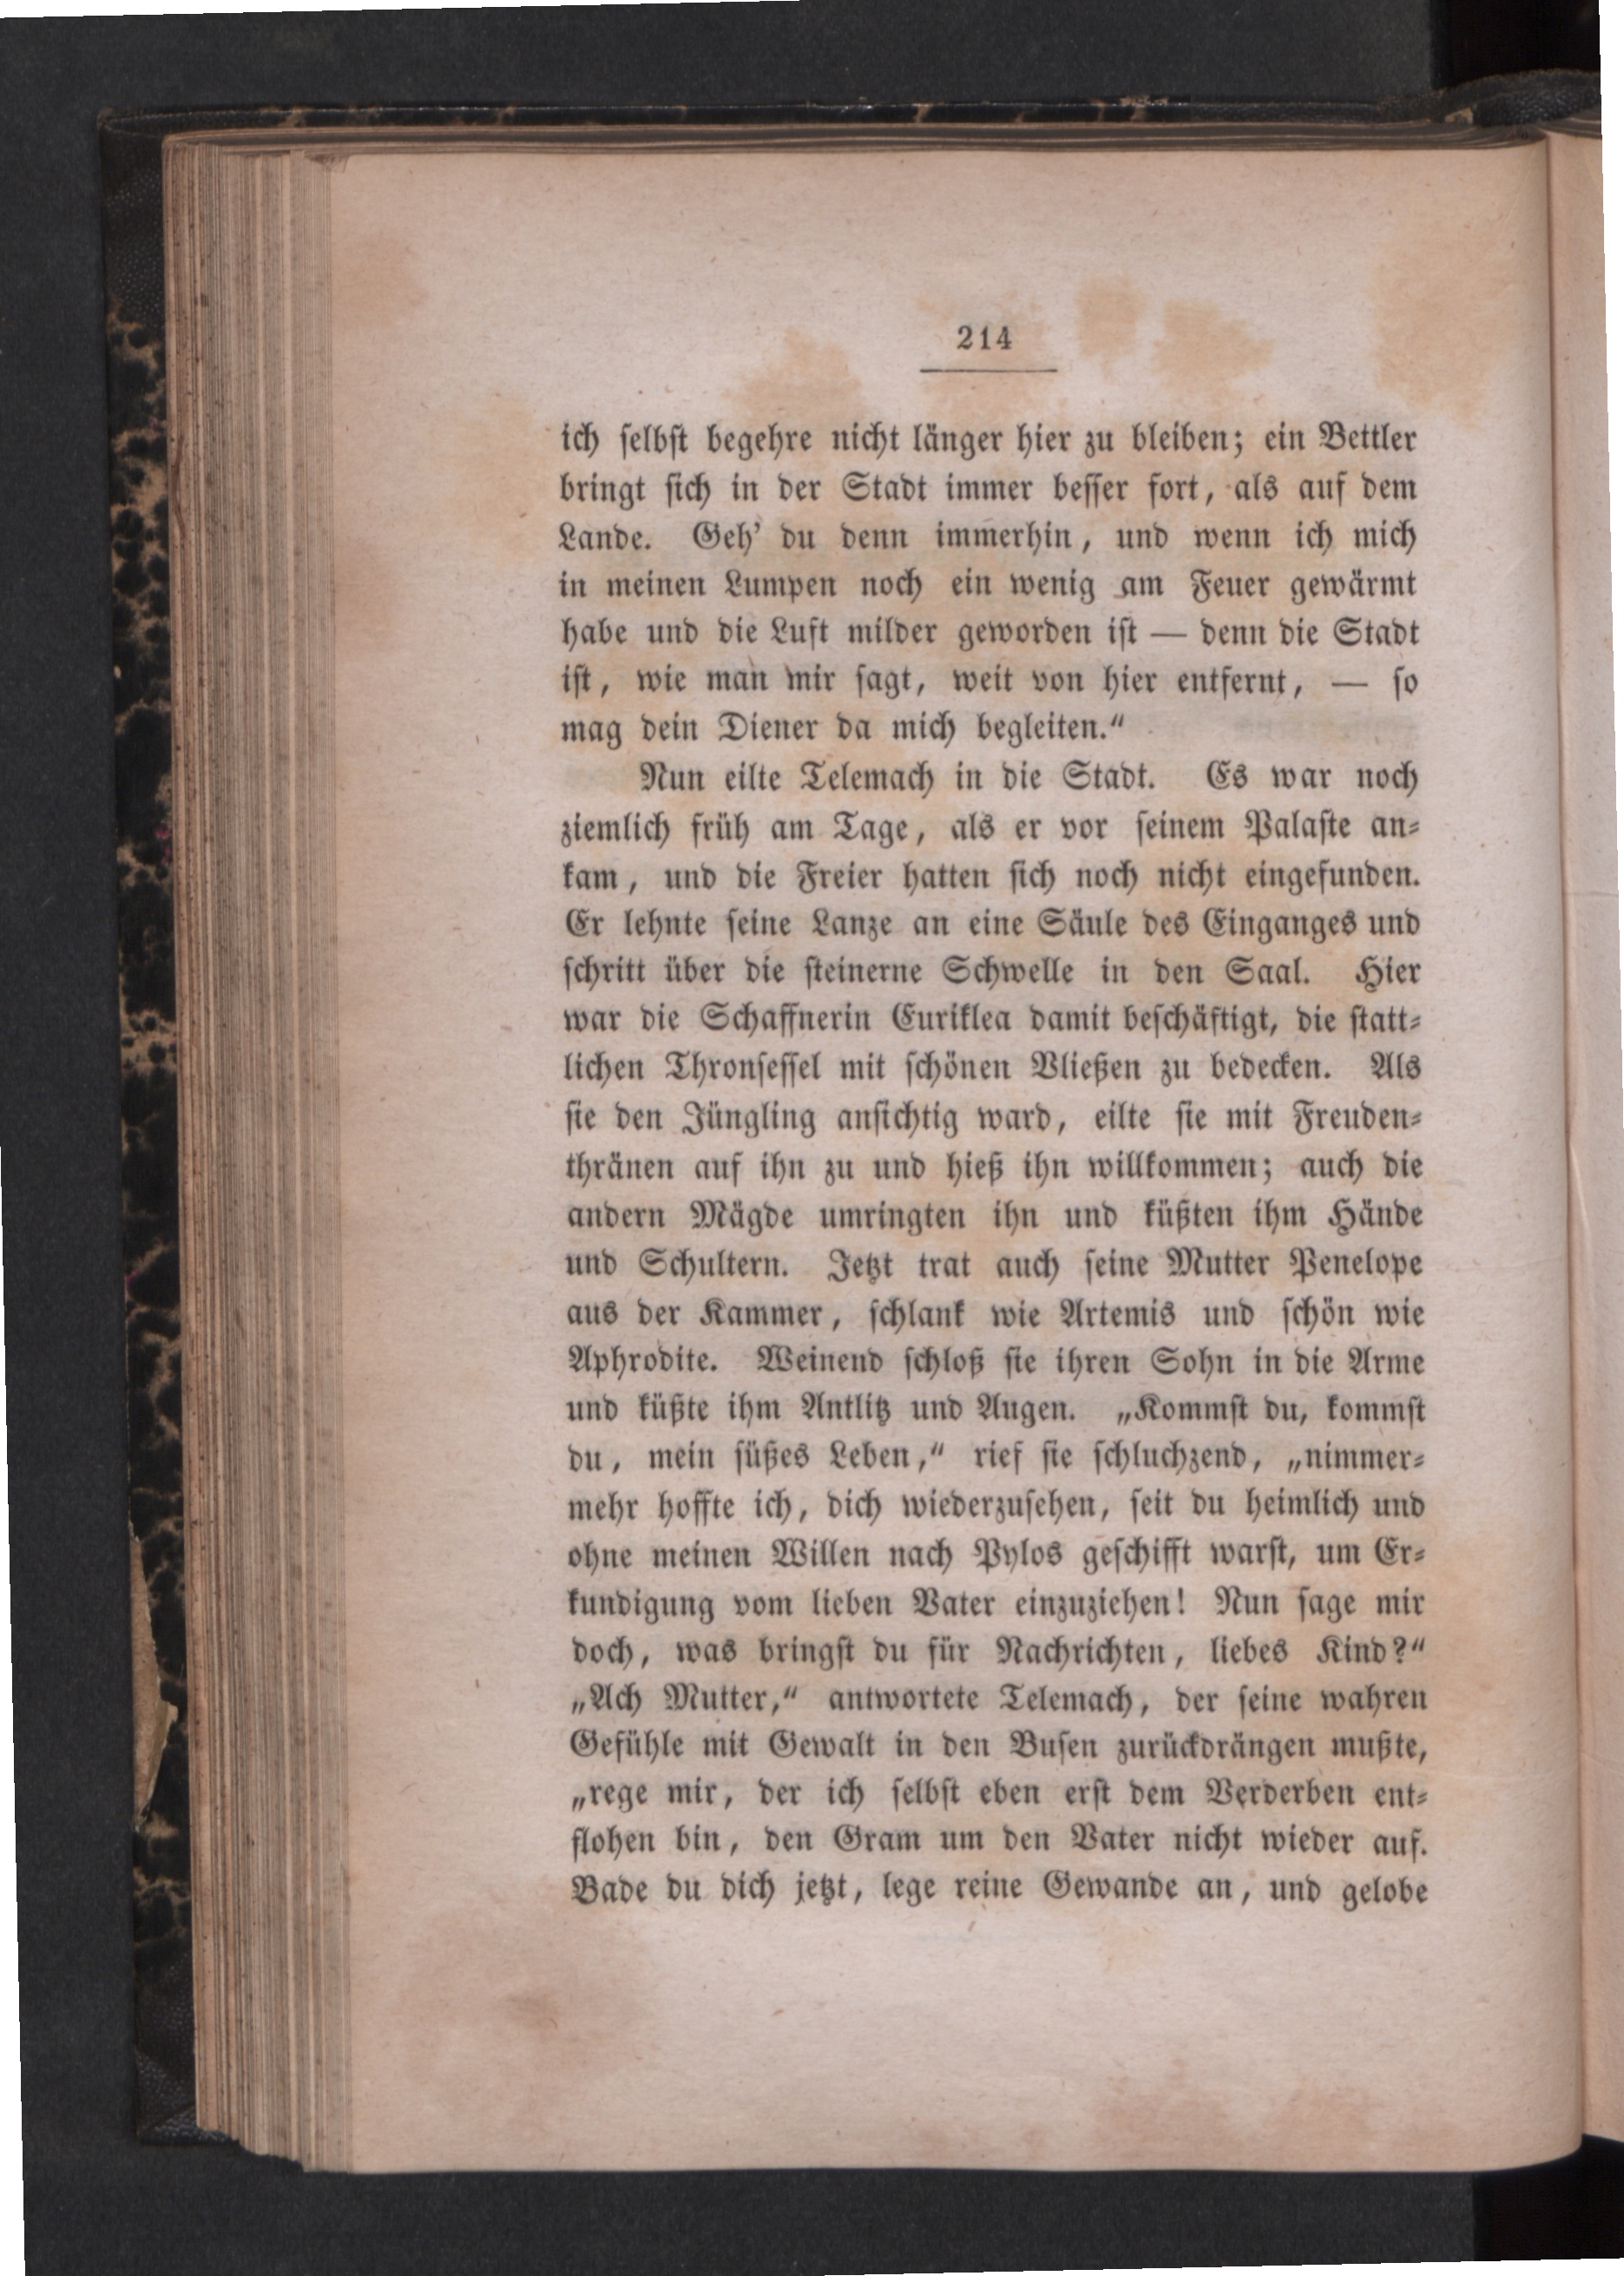 214
ich selbst begehre nicht länger hier zu bleiben; ein Bettler
bringt sich in der Stadt immer besser fort, als auf dem
Lande. Geh’ du denn immerhin, und wenn ich mich
in meinen Lumpen noch ein wenig am Feuer gewärmt
habe und die Luft milder geworden ist — denn die Stadt
ist, wie man mir sagt, weit von hier entfernt, — so
mag dein Diener da mich begleiten.“
Nun eilte Telemach in die Stadt. Es war noch
ziemlich früh am Tage, als er vor seinem Palaste an-
kam, und die Freier hatten sich noch nicht eingefunden.
Er lehnte seine Lanze an eine Säule des Einganges und
schritt über die steinerne Schwelle in den Saal. Hier
war die Schaffnerin Euriklea damit beschäftigt, die statt-
lichen Thronsessel mit schönen Vließen zu bedecken. Als
sie den Jüngling ansichtig ward, eilte sie mit Freuden-
thränen auf ihn zu und hieß ihn willkommen; auch die
andern Mägde umringten ihn und küßten ihm Hände
und Schultern. Jetzt trat auch seine Mutter Penelope
aus der Kammer, schlank wie Artemis und schön wie
Aphrodite. Weinend schloß sie ihren Sohn in die Arme
und küßte ihm Antlitz und Augen. „Kommst du, kommst
du, mein süßes Leben,“ rief sie schluchzend, „nimmer-
mehr hoffte ich, dich wiederzusehen, seit du heimlich und
ohne meinen Willen nach Pylos geschifft warst, um Er-
kundigung vom lieben Vater einzuziehen! Nun sage mir
doch, was bringst du für Nachrichten, liebes Kind?“
„Ach Mutter,“ antwortete Telemach, der seine wahren
Gefühle mit Gewalt in den Busen zurückdrängen mußte,
„rege mir, der ich selbst eben erst dem Verderben ent-
flohen bin, den Gram um den Vater nicht wieder auf.
Bade du dich jetzt, lege reine Gewande an, und gelobe